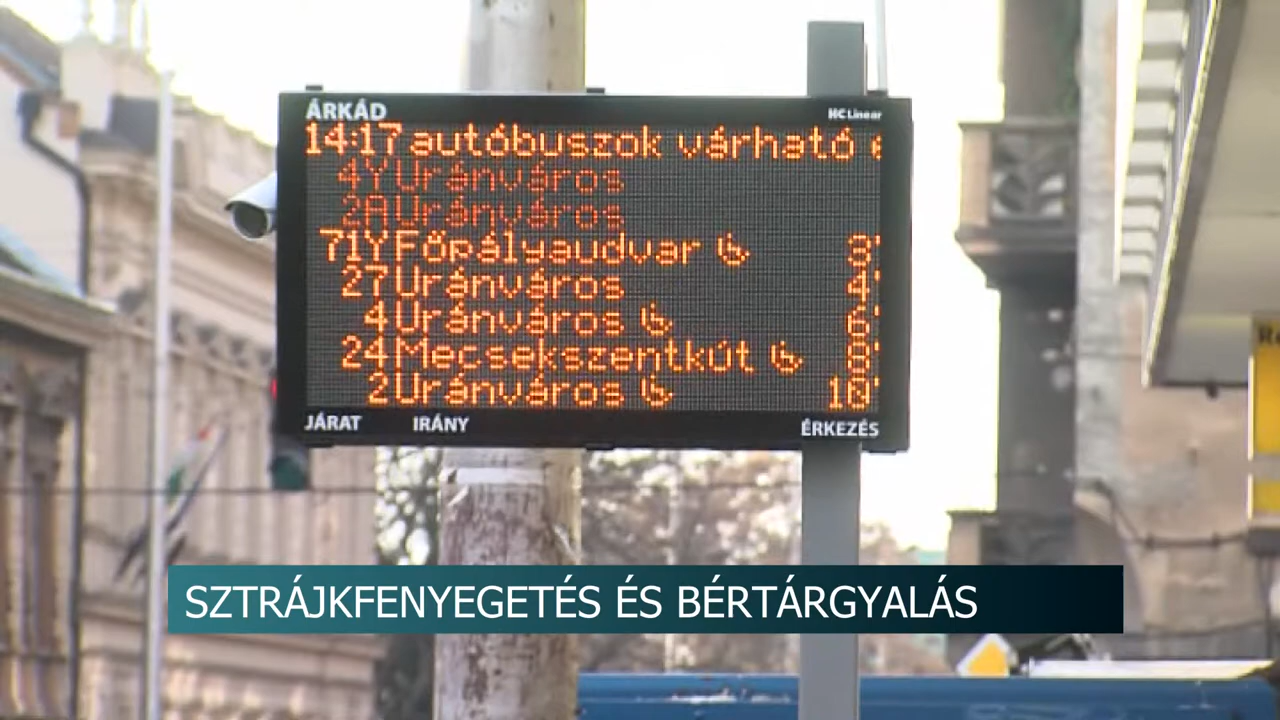 ÁRKÁD HC Linear
14:17 autóbuszok várható
4Y Uránváros
2A Uránváros
71Y Főpályaudvar
27 Uránváros 4'
4 Uránváros 6'
24 Mecsekszentkút 8'
2 Uránváros 10'
JÁRAT IRÁNY ÉRKEZÉS
SZTRÁJKFENYEGETÉS ÉS BÉRTÁRGYALÁS